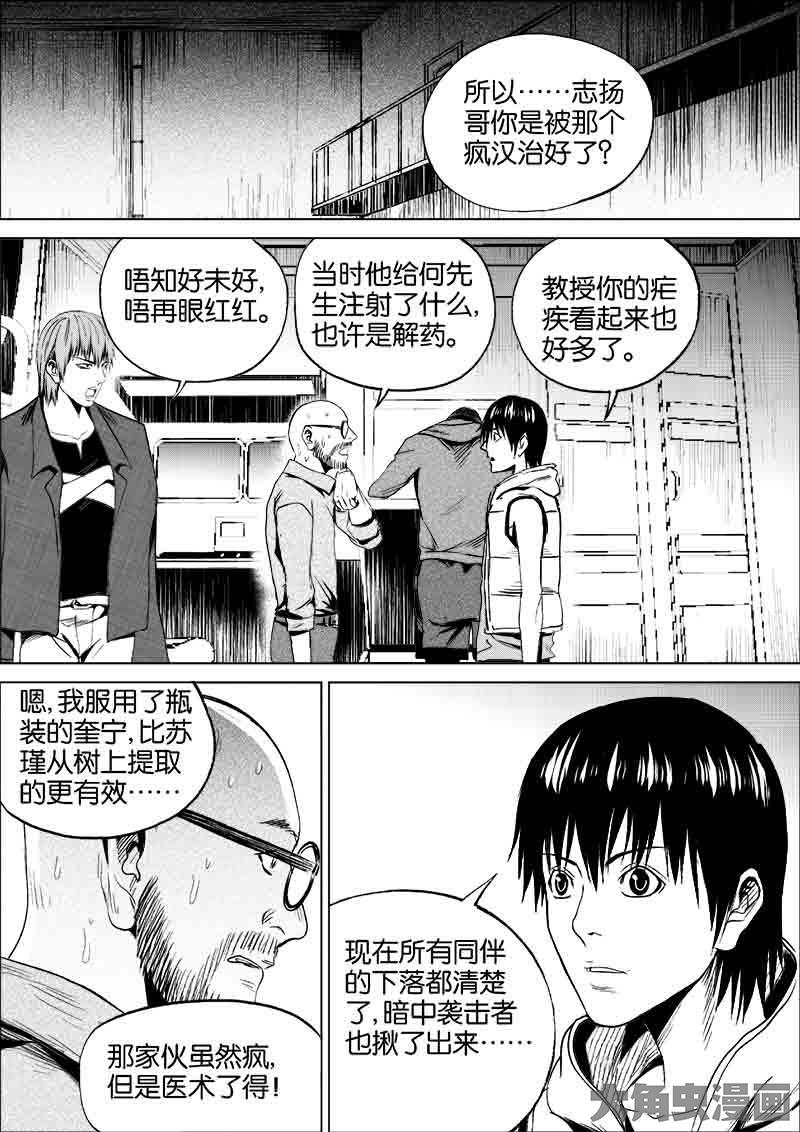 所以……志扬
哥你是被那个
疯汉治好了？
唔知好未好，
唔再眼红红。
当时他给何先
生注射了什么，
也许是解药。
教授你的疟
疾看起来也
好多了。
嗯，我服用了瓶
装的奎宁，比苏
瑾从树上提取
的更有效……
那家伙虽然疯，
但是医术了得！
现在所有同伴
的下落都清楚
了，暗中袭击者
也揪了出来……
大角虫漫画